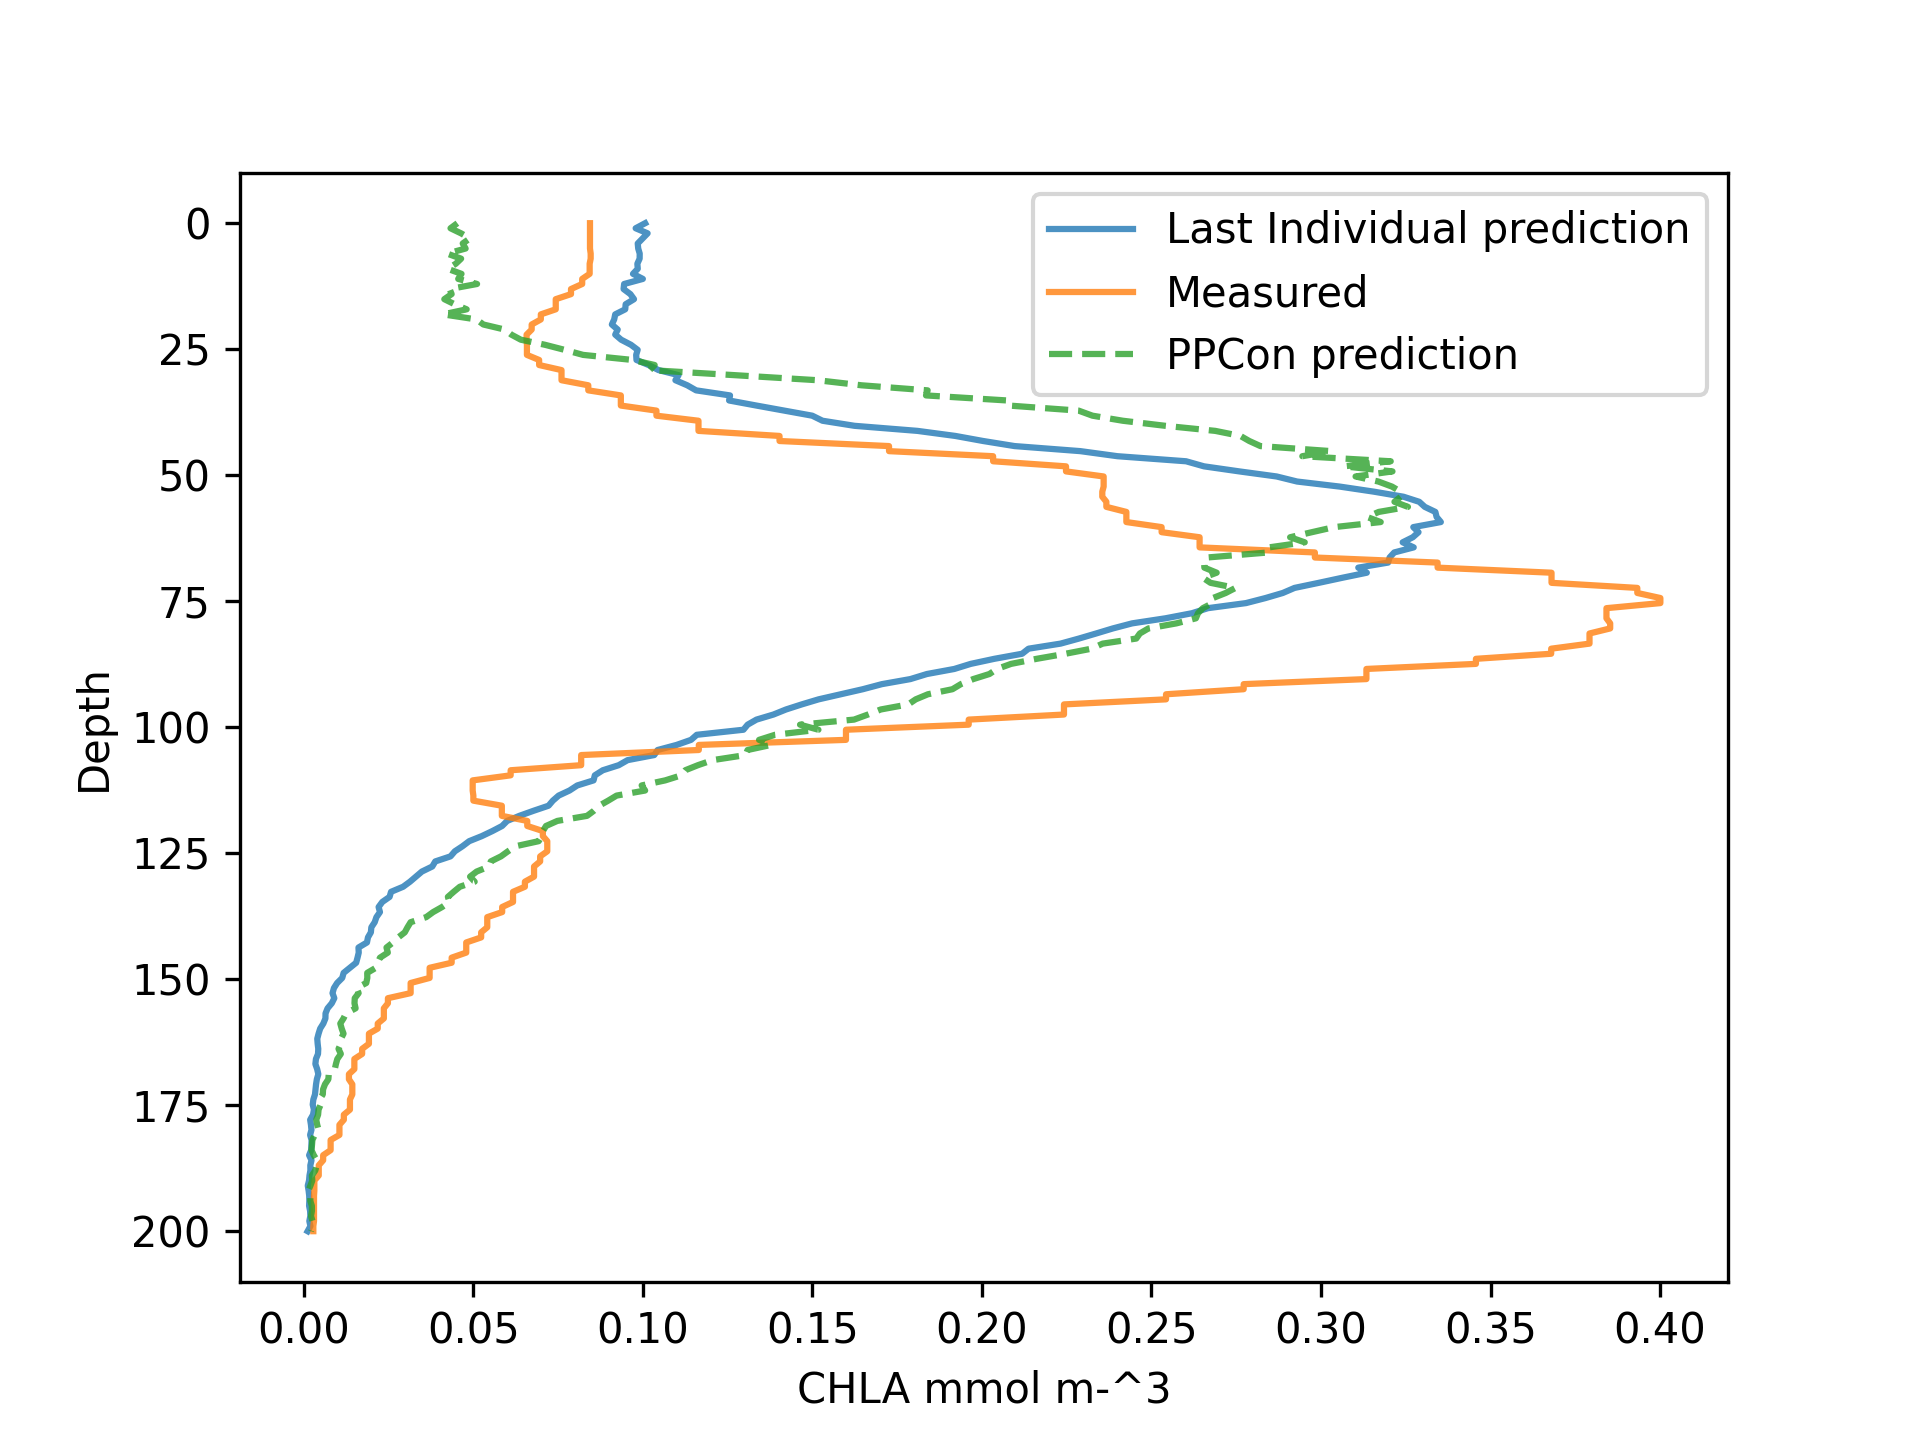 Last Individual prediction
Measured
PPCon prediction
0
25
50
75
100
125
150
175
200
Depth
0.00 0.05 0.10 0.15 0.20 0.25 0.30 0.35 0.40
CHLA mmol m-^3